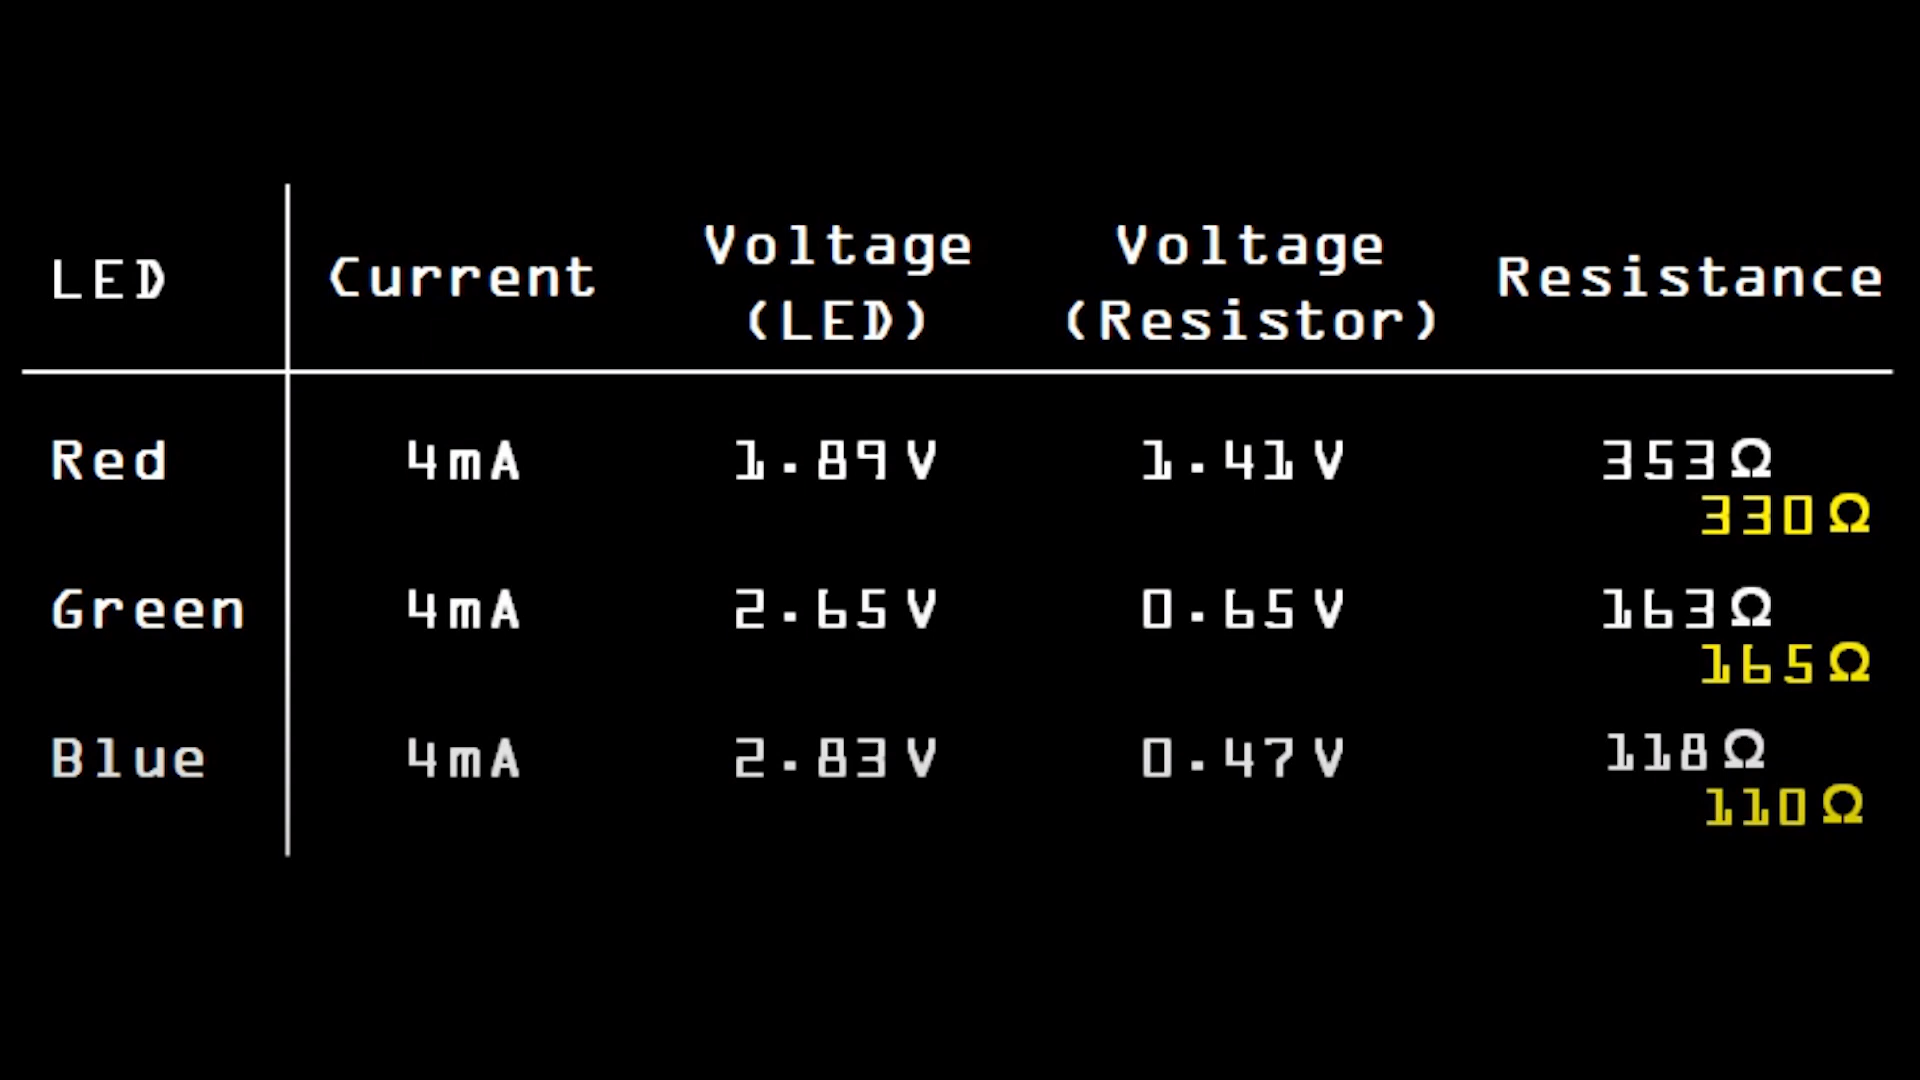 LED Current Voltage (LED) Voltage (Resistor) Resistance
Red 4mA 1.89V 1.41V 353Ω
330Ω
Green 4mA 2.65V 0.65V 163Ω
165Ω
Blue 4mA 2.83V 0.47V 118Ω
110Ω